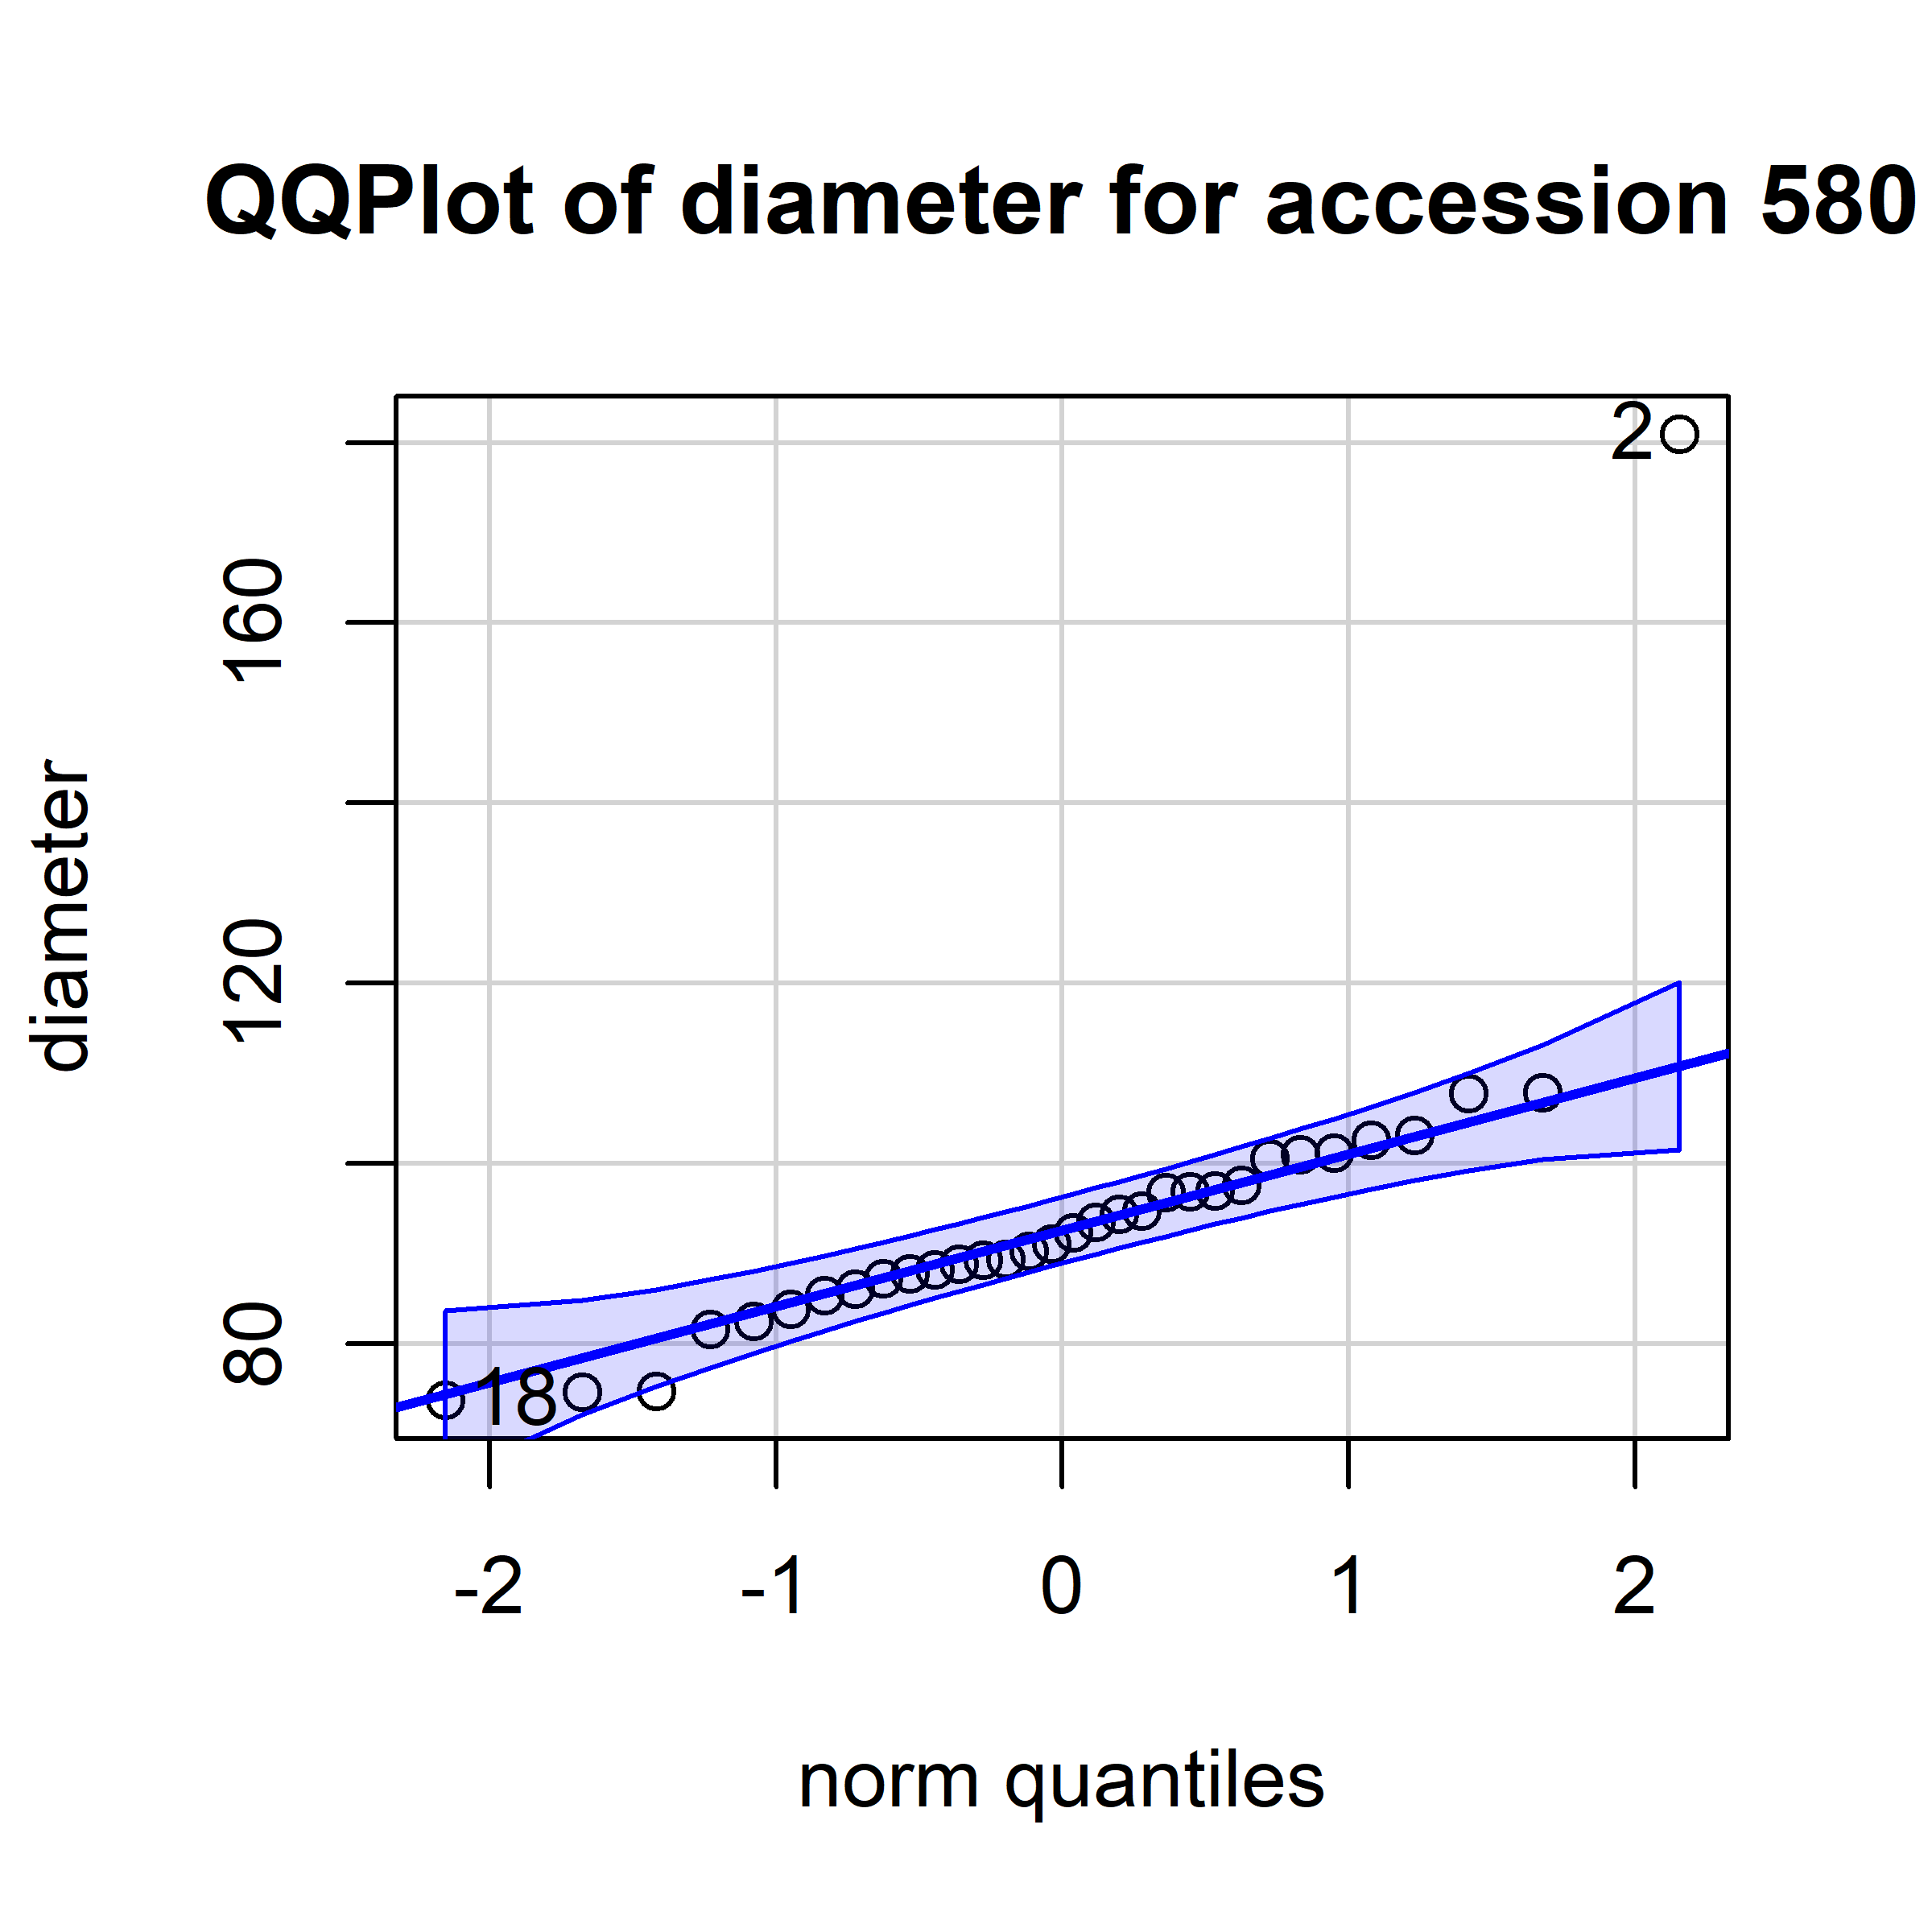 QQPlot of diameter for accession 580
2
160
diameter
120
80
18
-2 -1 0 1 2
norm quantiles